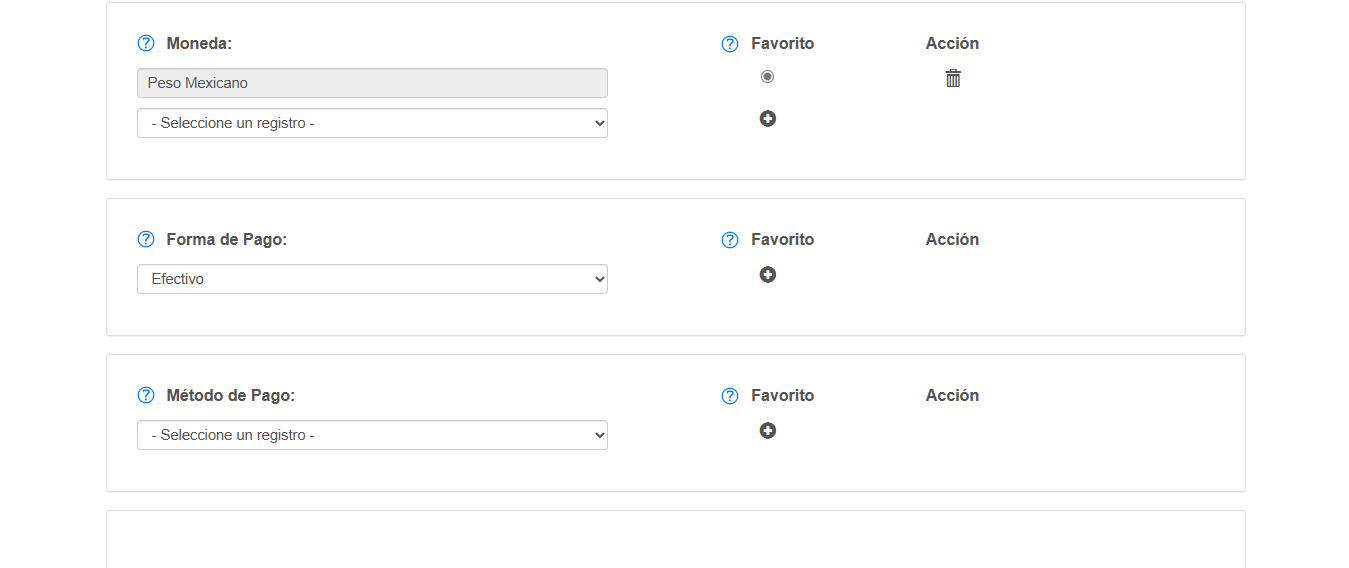 Moneda: Favorito Acción
Peso Mexicano
- Seleccione un registro -
Forma de Pago: Favorito Acción
Efectivo
Método de Pago: Favorito Acción
- Seleccione un registro -